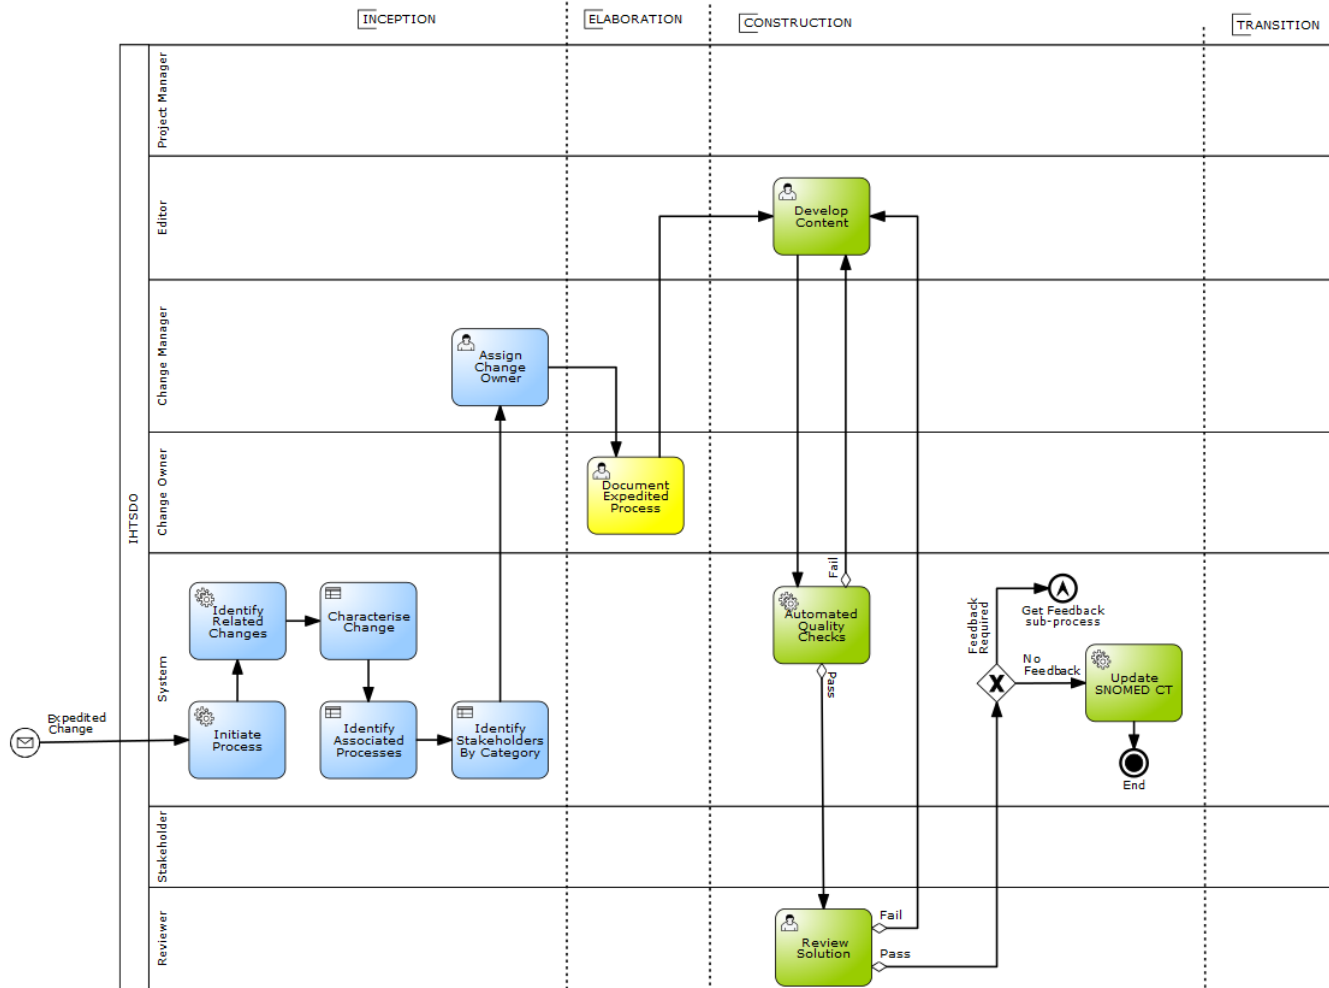 INCEPTION
ELABORATION
CONSTRUCTION
TRANSITION
IHTSDO
Project Manager
Editor
Develop
Content
Change Manager
Assign
Change
Owner
Change Owner
Document
Expedited
Process
System
Identify
Related
Changes
Characterise
Change
Fail
Automated
Quality
Checks
Pass
Feedback
Required
Get Feedback
sub-process
No
Feedback
Update
SNOMED CT
End
Expedited
Change
Initiate
Process
Identify
Associated
Processes
Identify
Stakeholders
By Category
Stakeholder
Reviewer
Review
Solution
Fail
Pass